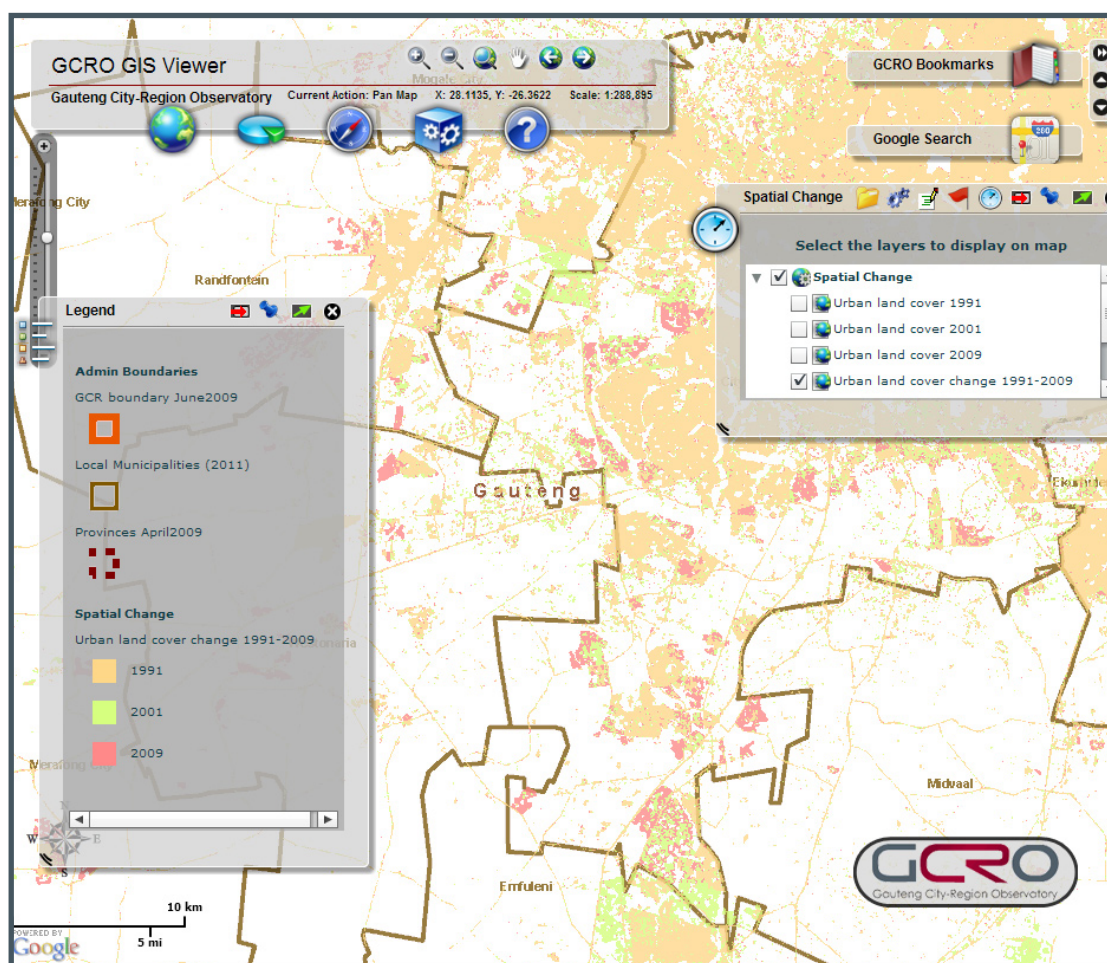 GCRO GIS Viewer
Mogale City
Gauteng City-Region Observatory
Current Action: Pan Map X: 28.1135, Y: -26.3622 Scale: 1:288,895
GCRO Bookmarks
Google Search
280
Merafong City
Randfontein
Spatial Change
Select the layers to display on map
Spatial Change
Urban land cover 1991
Urban land cover 2001
Urban land cover 2009
Urban land cover change 1991-2009
Legend
Admin Boundaries
GCR boundary June2009
Local Municipalities (2011)
Provinces April2009
Spatial Change
Urban land cover change 1991-2009
1991
2001
2009
Gauteng
Merafong City
Midvaal
Emfuleni
N
W E
S
10 km
5 mi
POWERED BY
Google
GCRO
Gauteng City-Region Observatory